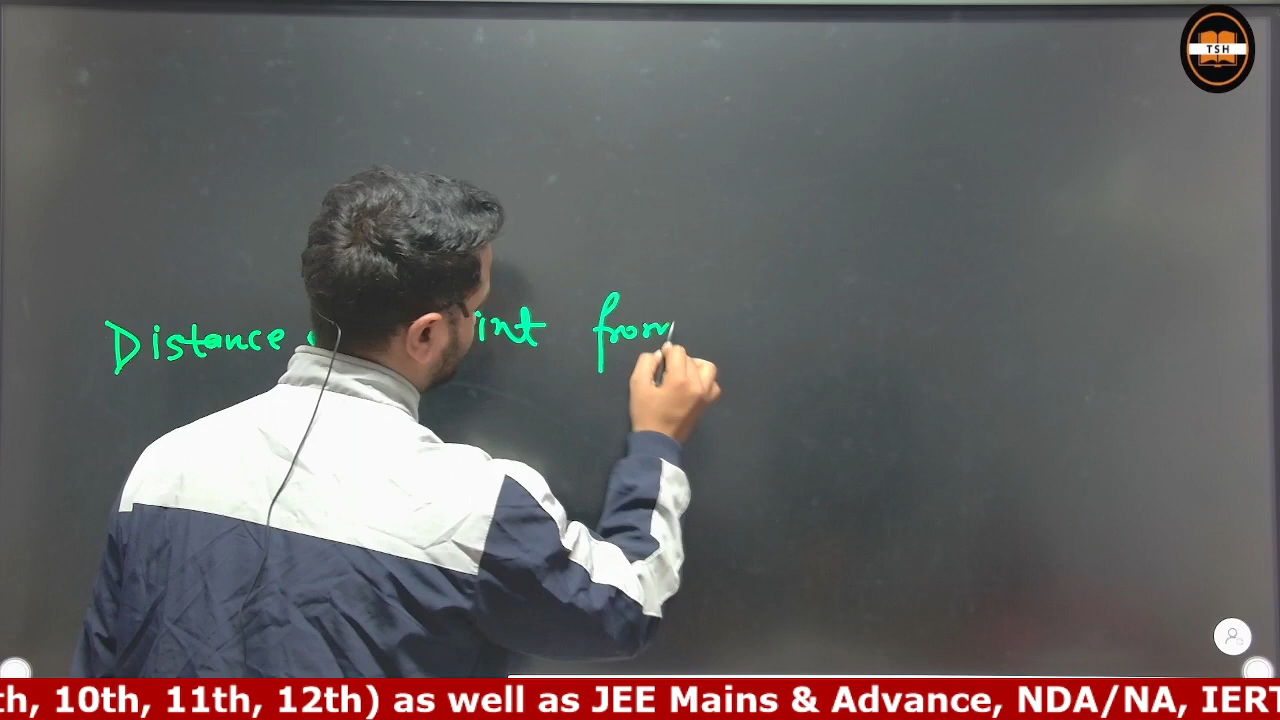 TSH
Distance int from
th, 10th, 11th, 12th) as well as JEE Mains & Advance, NDA/NA, IERT